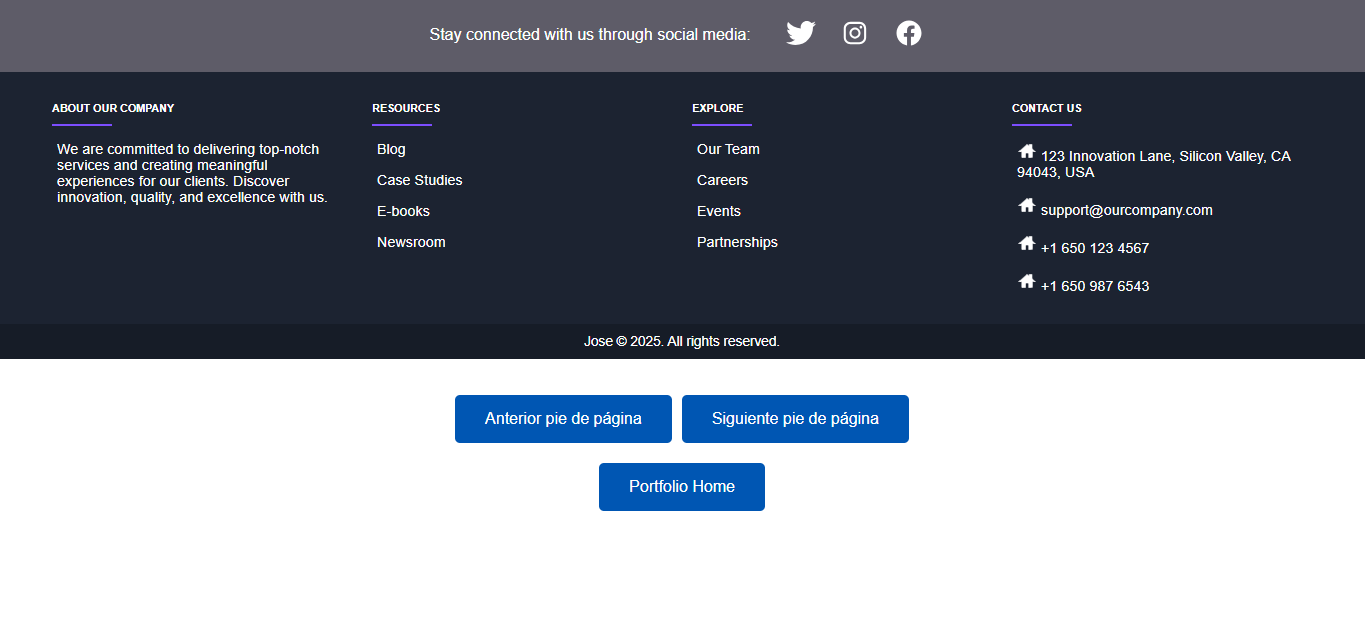 Stay connected with us through social media:
ABOUT OUR COMPANY
We are committed to delivering top-notch
services and creating meaningful
experiences for our clients. Discover
innovation, quality, and excellence with us.
RESOURCES
Blog
Case Studies
E-books
Newsroom
EXPLORE
Our Team
Careers
Events
Partnerships
CONTACT US
123 Innovation Lane, Silicon Valley, CA
94043, USA
support@ourcompany.com
+1 650 123 4567
+1 650 987 6543
Jose © 2025. All rights reserved.
Anterior pie de página
Siguiente pie de página
Portfolio Home